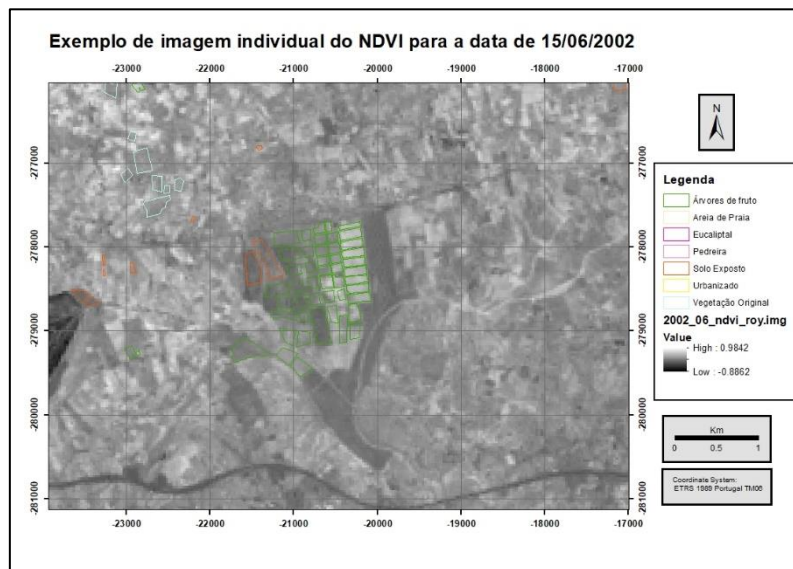 Exemplo de imagem individual do NDVI para a data de 15/06/2002
-23000 -22000 -21000 -20000 -19000 -18000 -17000
-277000
-278000
-279000
-280000
-281000
-277000
-278000
-279000
-280000
-281000
-23000 -22000 -21000 -20000 -19000 -18000 -17000
N
Legenda
Árvores de fruto
Areia de Praia
Eucaliptal
Pedreira
Solo Exposto
Urbanizado
Vegetação Original
2002_06_ndvi_roy.img
Value
High : 0.9842
Low : -0.8862
Km
0 0.5 1
Coordinate System:
ETRS 1989 Portugal TM06